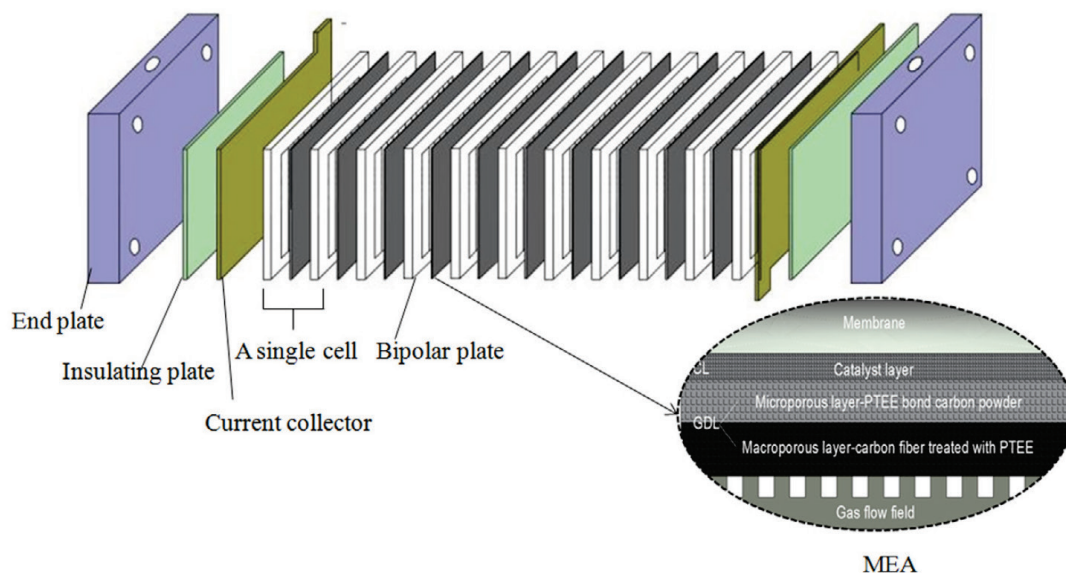 End plate
Insulating plate
A single cell
Bipolar plate
Current collector
Membrane
CL
Catalyst layer
Microporous layer-PTEE bond carbon powder
GDL
Macroporous layer-carbon fiber treated with PTEE
Gas flow field
MEA